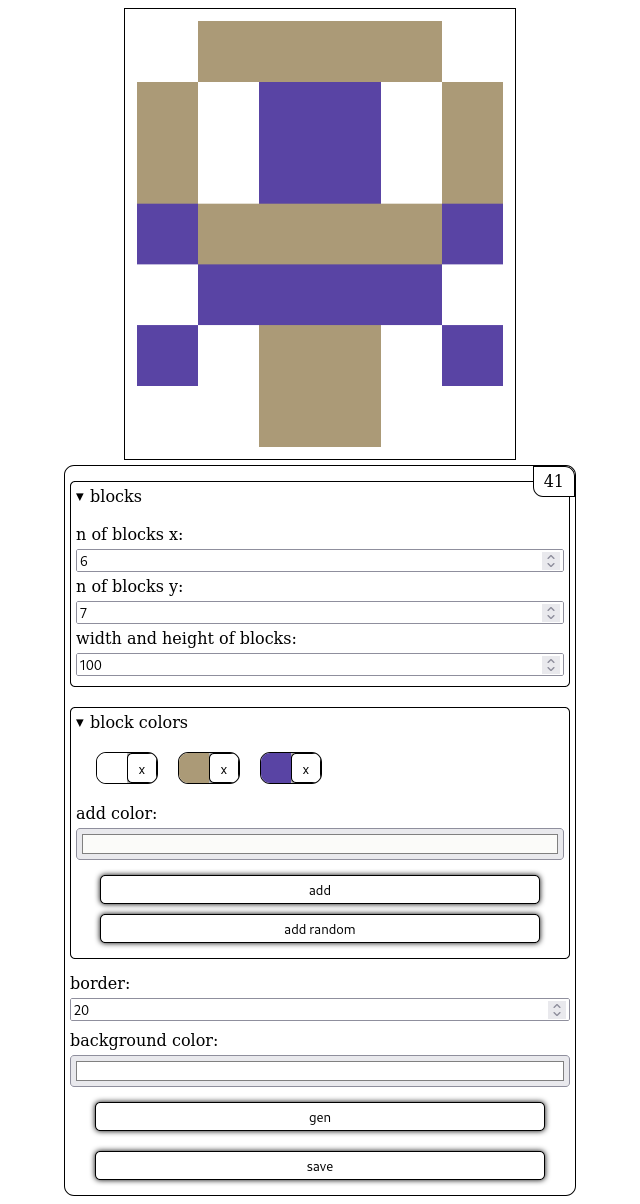 41
▼ blocks
n of blocks x:
6
n of blocks y:
7
width and height of blocks:
100
▼ block colors
x x x
add color:
add
add random
border:
20
background color:
gen
save